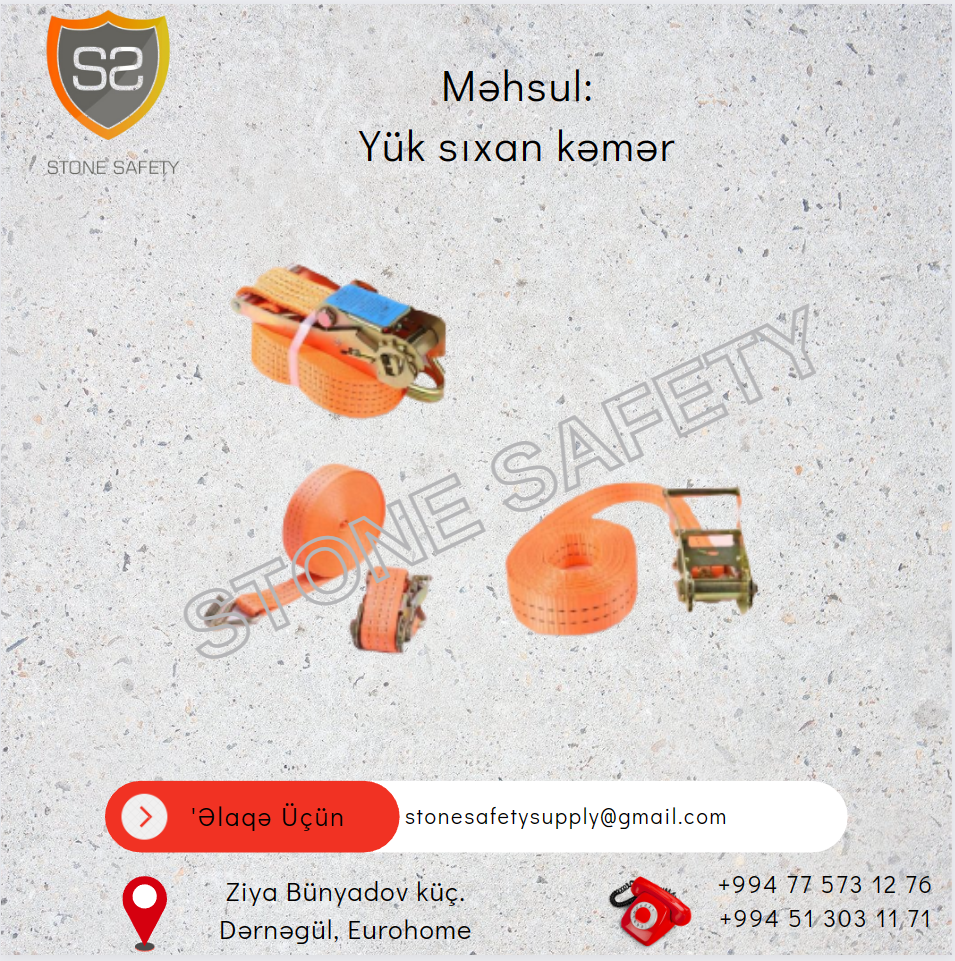 SS
STONE SAFETY
Məhsul:
Yük sıxan kəmər
STONE SAFETY
'Əlaqə Üçün
stonesafetysupply@gmail.com
Ziya Bünyadov küç.
Dərnəgül, Eurohome
+994 77 573 12 76
+994 51 303 11 71